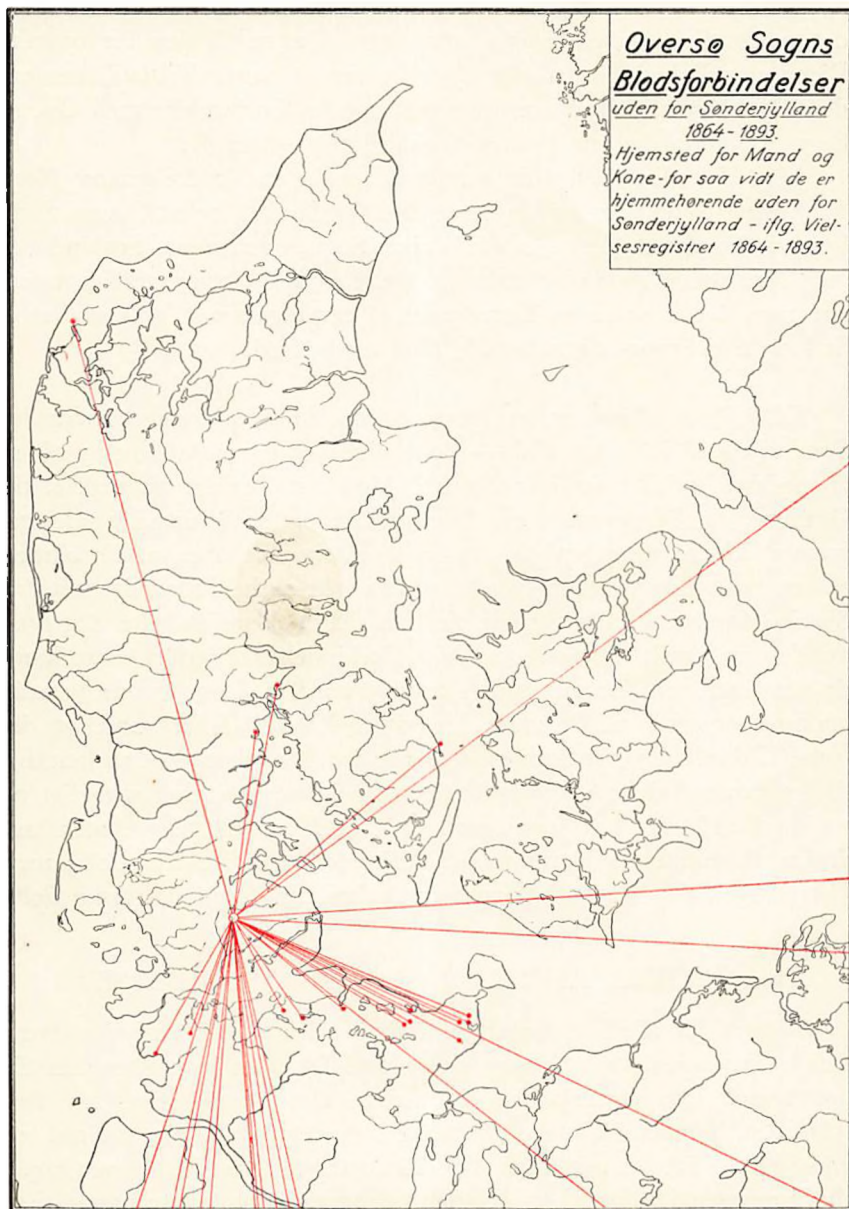 Oversø Sogns
Blodsforbindelser
uden for Sønderjylland
1864-1893.
Hjemsted for Mand og
Kone-for saa vidt de er
hjemmehørende uden for
Sønderjylland - iflg. Viel-
sesregistret 1864-1893.